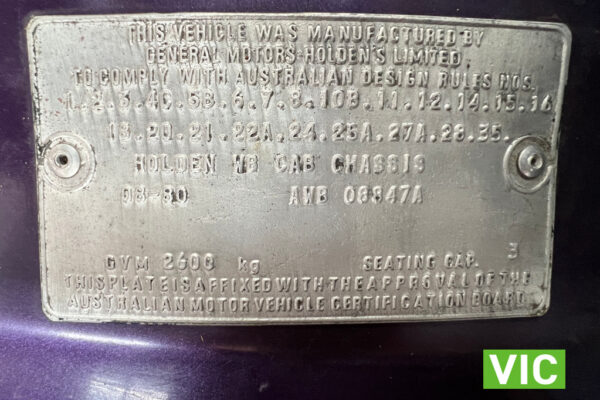 THIS VEHICLE WAS MANUFACTURED BY
GENERAL MOTORS-HOLDEN'S LIMITED
TO COMPLY WITH AUSTRALIAN DESIGN RULES NOS.
1.2.3.4C.5B.6.7.8.10B.11.12.14.15.16
18.20.21.22A.24.25A.27A.28.35.
HOLDEN WB CAB CHASSIS
08-80 AWB 08847A
GVM 2600 kg SEATING CAP. 3
THIS PLATE IS AFFIXED WITH THE APPROVAL OF THE
AUSTRALIAN MOTOR VEHICLE CERTIFICATION BOARD
VIC